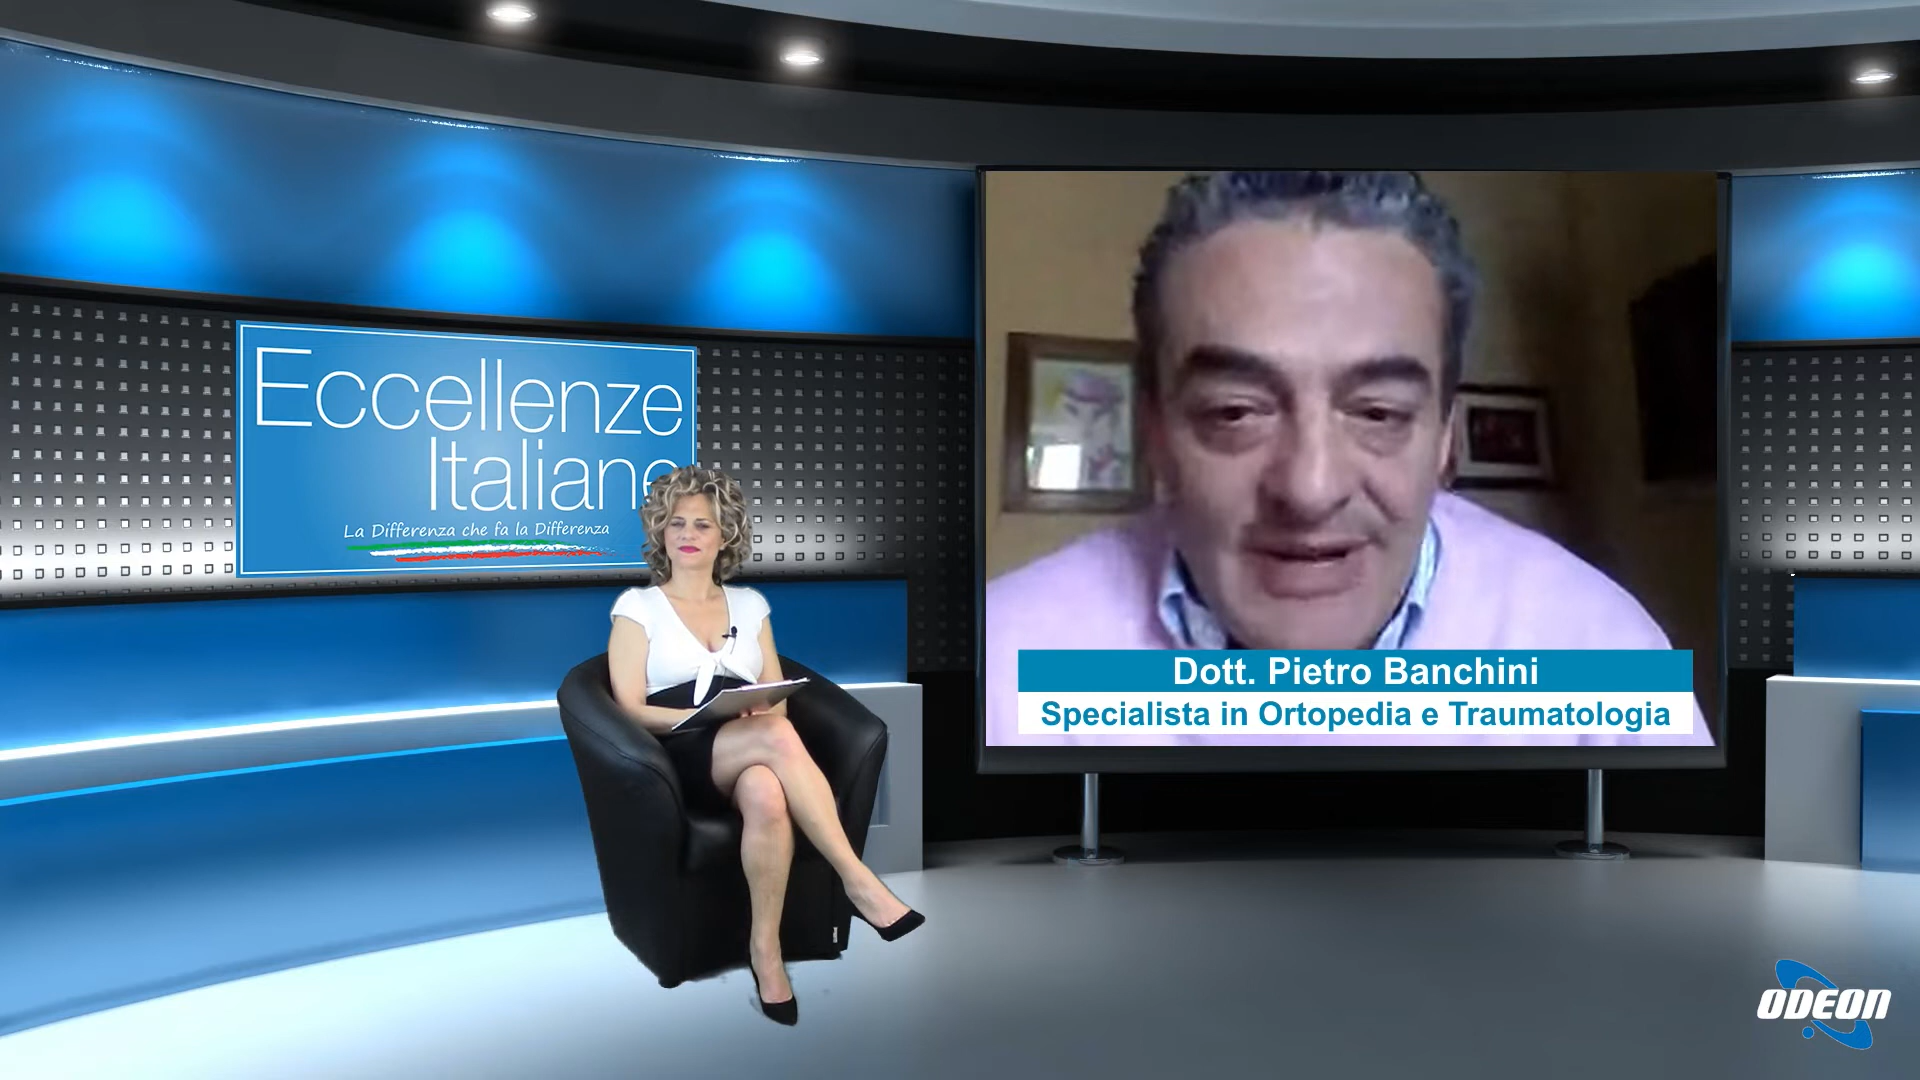 Eccellenze
Italiane
La Differenza che fa la Differenza
Dott. Pietro Banchini
Specialista in Ortopedia e Traumatologia
ODEON